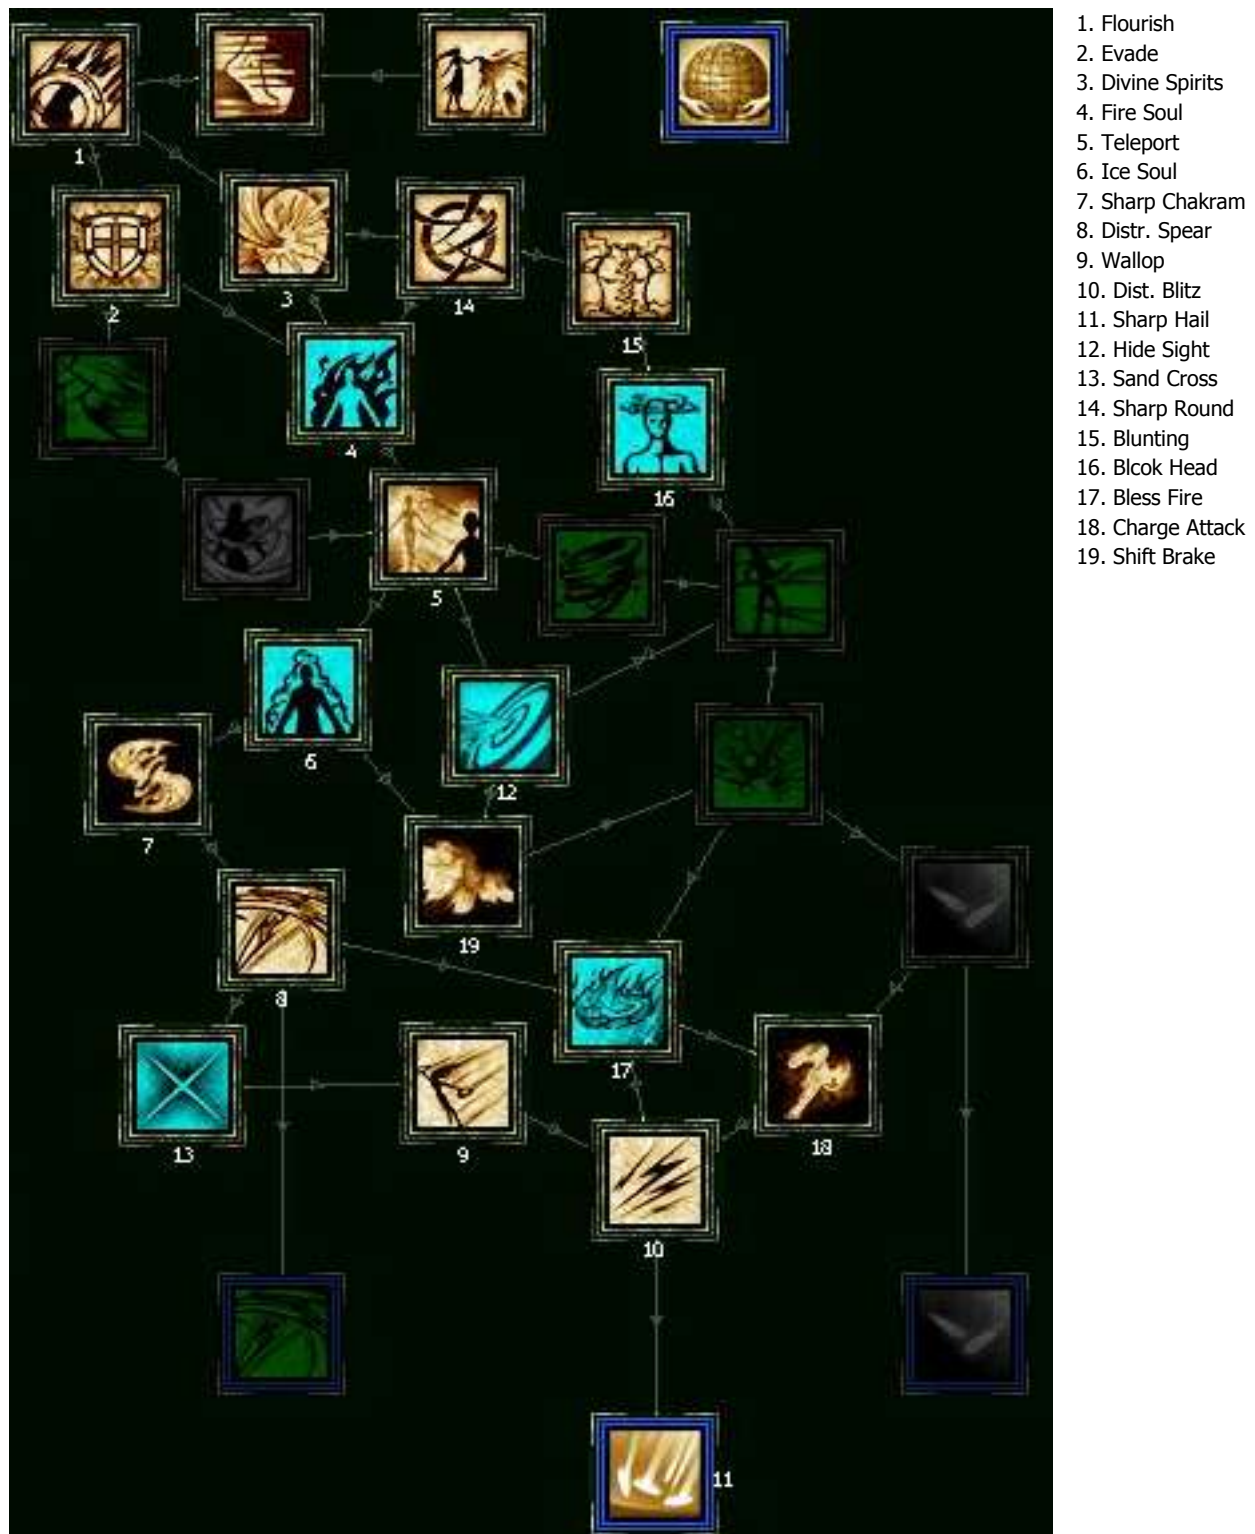 1. Flourish
2. Evade
3. Divine Spirits
4. Fire Soul
5. Teleport
6. Ice Soul
7. Sharp Chakram
8. Distr. Spear
9. Wallop
10. Dist. Blitz
11. Sharp Hail
12. Hide Sight
13. Sand Cross
14. Sharp Round
15. Blunting
16. Blcok Head
17. Bless Fire
18. Charge Attack
19. Shift Brake
1
2
3
14
15
4
16
5
6
12
7
19
8
17
13
9
18
10
11